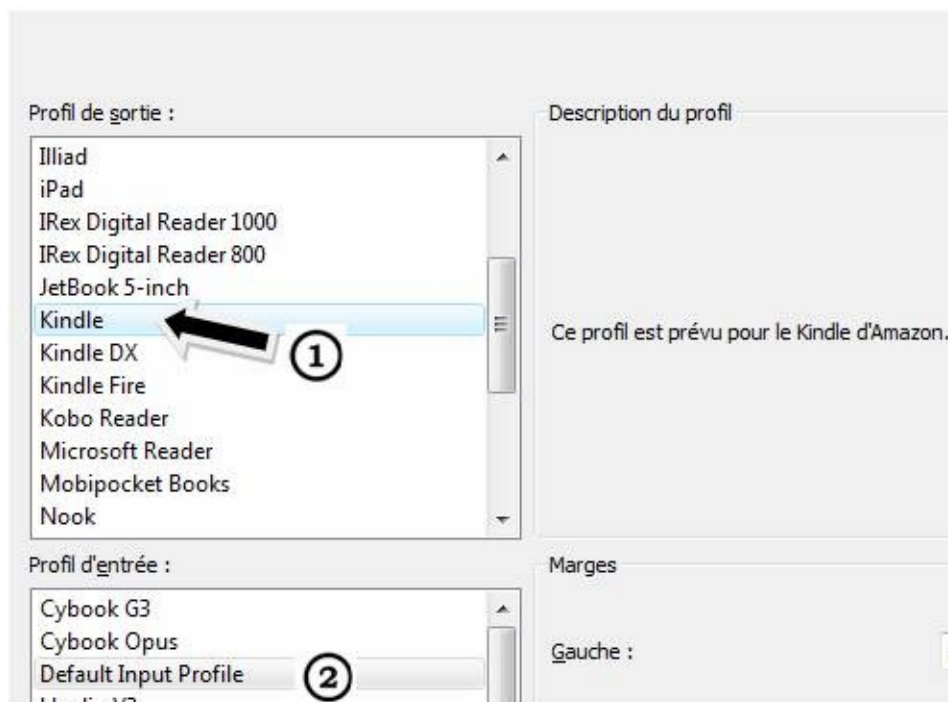 Profil de sortie :
Illiad
iPad
IRex Digital Reader 1000
IRex Digital Reader 800
JetBook 5-inch
Kindle
1
Kindle DX
Kindle Fire
Kobo Reader
Microsoft Reader
Mobipocket Books
Nook
Description du profil
Ce profil est prévu pour le Kindle d'Amazon.
Profil d'entrée :
Cybook G3
Cybook Opus
Default Input Profile
2
Marges
Gauche :